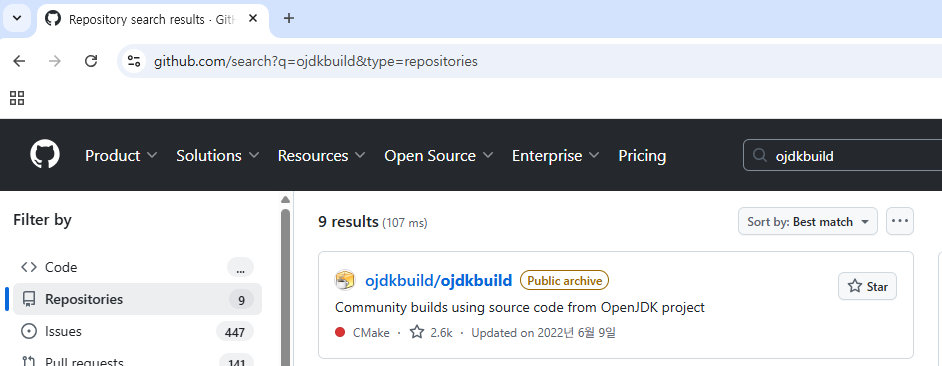 Repository search results · Git
github.com/search?q=ojdkbuild&type=repositories
Product Solutions Resources Open Source Enterprise Pricing ojdkbuild
Filter by
Code ...
Repositories 9
Issues 447
Pull requests 141
9 results (107 ms) Sort by: Best match ...
ojdkbuild/ojdkbuild Public archive Star
Community builds using source code from OpenJDK project
CMake · 2.6k · Updated on 2022년 6월 9일